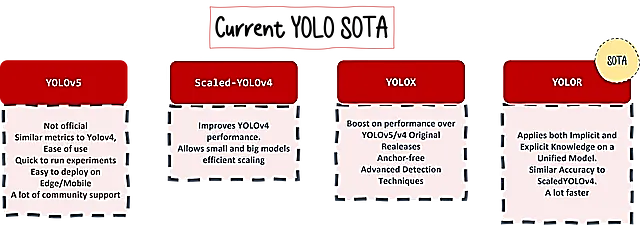 Current YOLO SOTA
SOTA
YOLOv5
Not official
Similar metrics to Yolov4,
Ease of use
Quick to run experiments
Easy to deploy on
Edge/Mobile
A lot of community support
Scaled-YOLOv4
Improves YOLOv4
performance.
Allows small and big models
efficient scaling
YOLOX
Boost on performance over
YOLOv5/v4 Original
Realeases
Anchor-free
Advanced Detection
Techniques
YOLOR
Applies both Implicit and
Explicit Knowledge on a
Unified Model.
Similar Accuracy to
ScaledYOLOv4.
A lot faster